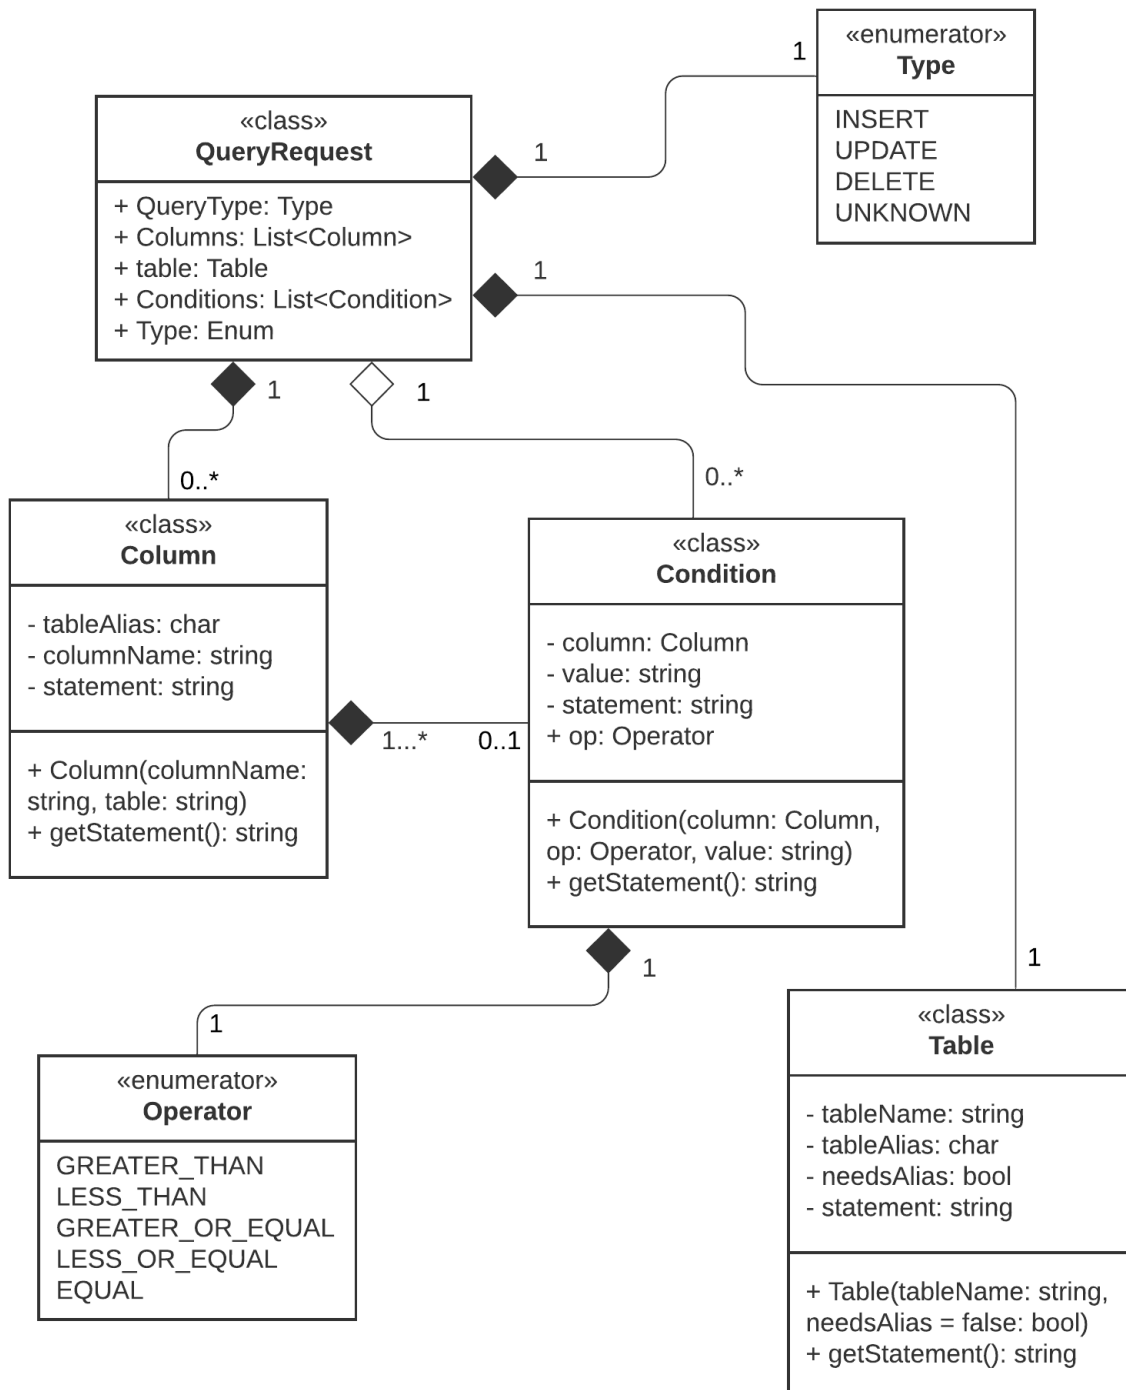 «enumerator»
Type
INSERT
UPDATE
DELETE
UNKNOWN
1
«class»
QueryRequest
+ QueryType: Type
+ Columns: List<Column>
+ table: Table
+ Conditions: List<Condition>
+ Type: Enum
1
1
1
1
0..*
0..*
«class»
Column
- tableAlias: char
- columnName: string
- statement: string
+ Column(columnName:
string, table: string)
+ getStatement(): string
1...*
0..1
«class»
Condition
- column: Column
- value: string
- statement: string
+ op: Operator
+ Condition(column: Column,
op: Operator, value: string)
+ getStatement(): string
1
1
1
«enumerator»
Operator
GREATER_THAN
LESS_THAN
GREATER_OR_EQUAL
LESS_OR_EQUAL
EQUAL
«class»
Table
- tableName: string
- tableAlias: char
- needsAlias: bool
- statement: string
+ Table(tableName: string,
needsAlias = false: bool)
+ getStatement(): string